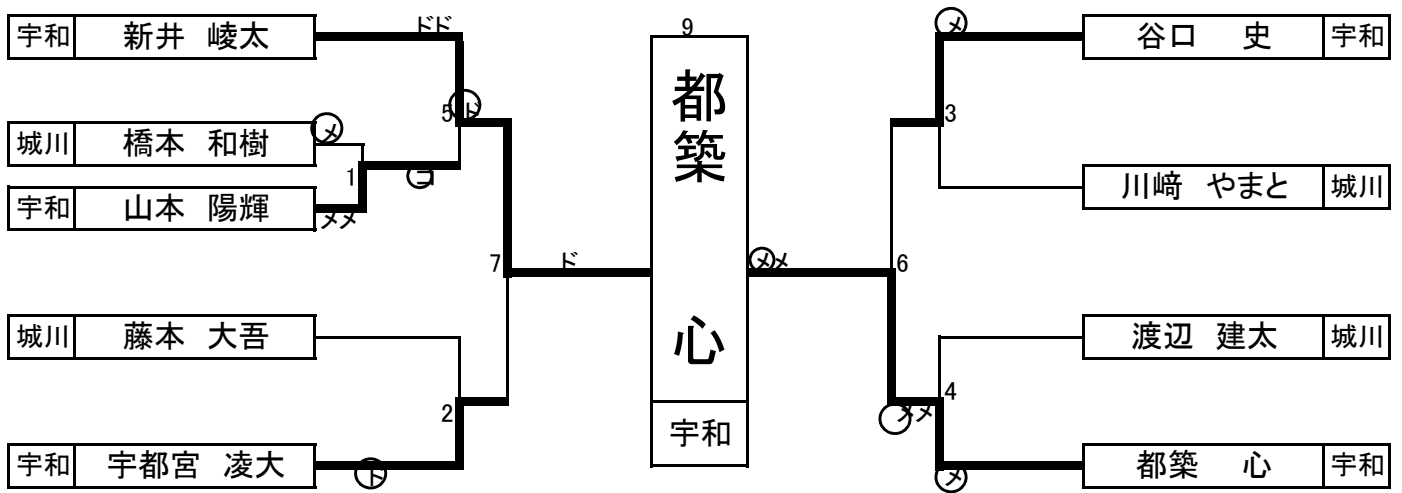 宇和 新井 崚太
ドド
5
ド
城川 橋本 和樹
メ
1
コ
宇和 山本 陽輝
メメ
7
ド
城川 藤本 大吾
2
宇和 宇都宮 凌大
ド
9
都築 心
宇和
メ
谷口 史 宇和
3
川﨑 やまと 城川
メメ
6
渡辺 建太 城川
4
メメ
都築 心 宇和
メ